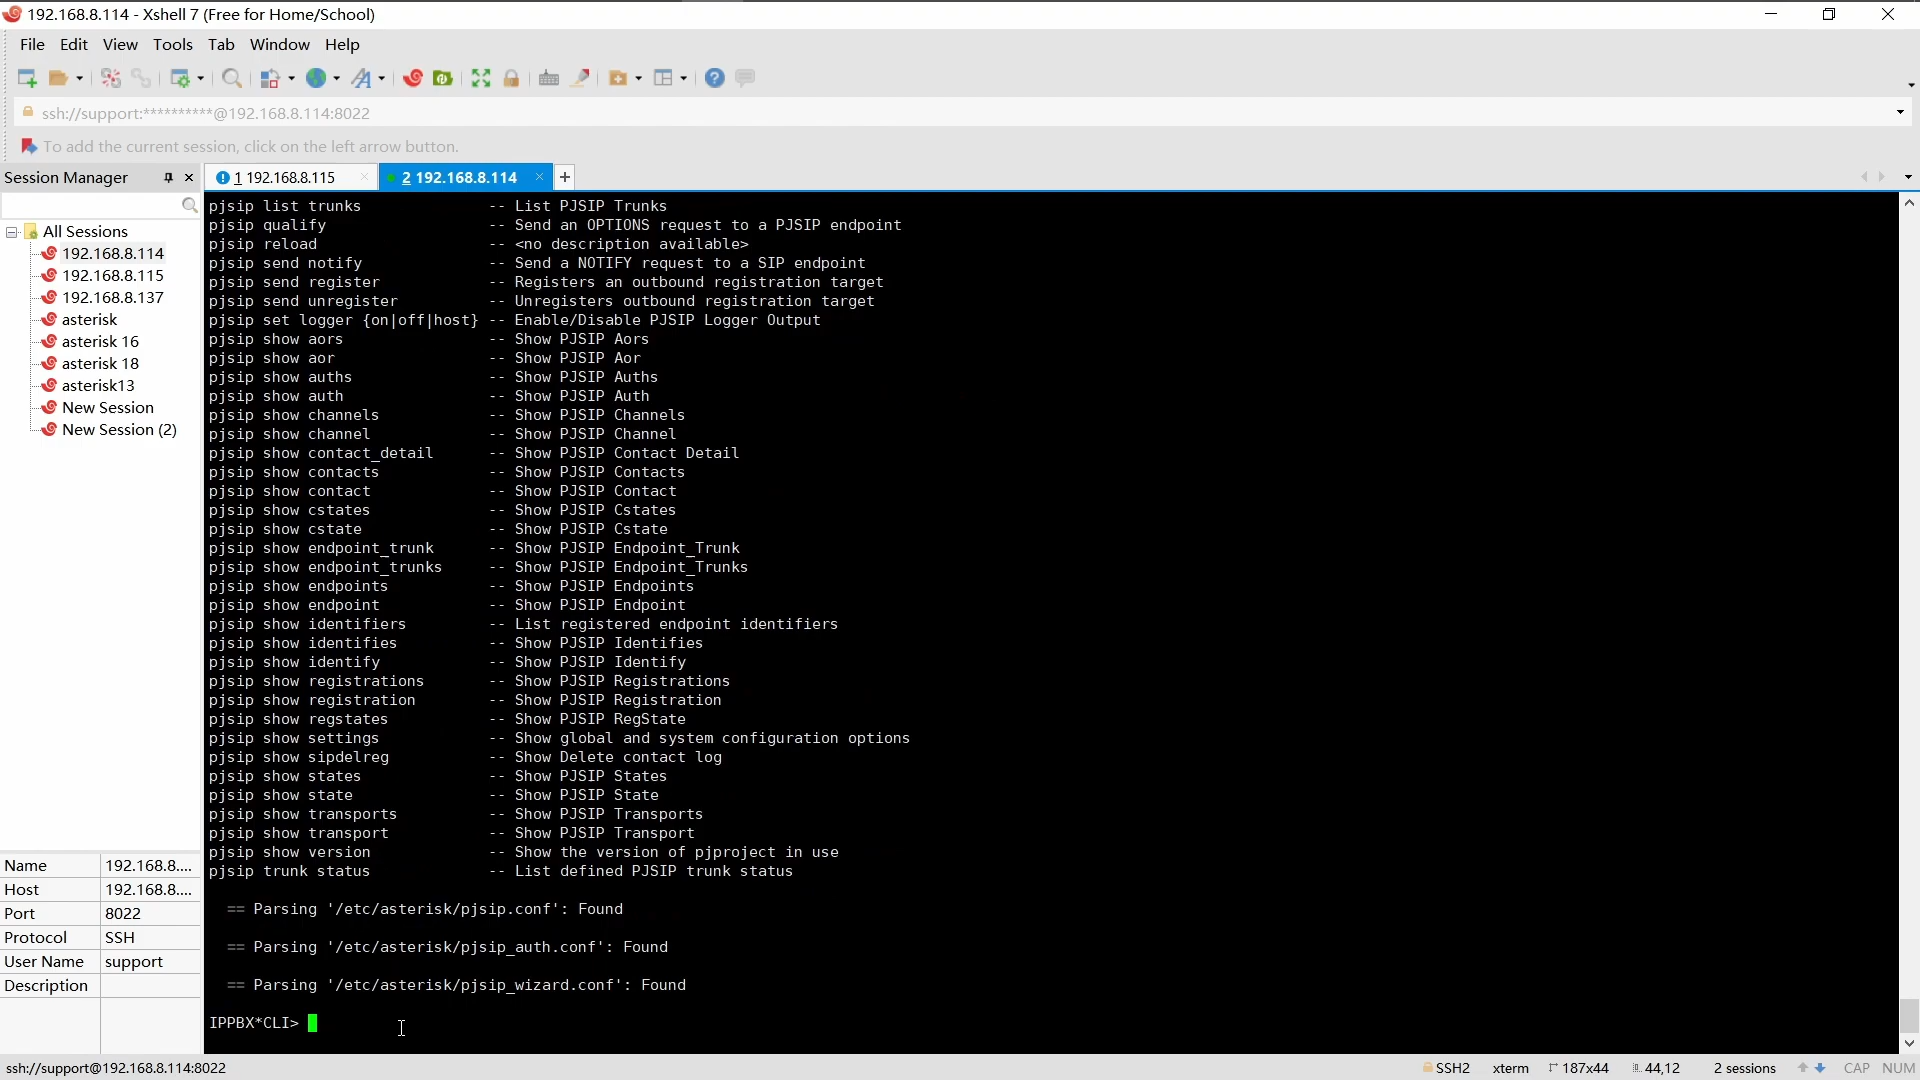 192.168.8.114 - Xshell 7 (Free for Home/School)
File Edit View Tools Tab Window Help
ssh://support:**********@192.168.8.114:8022
To add the current session, click on the left arrow button.
Session Manager
1 192.168.8.115
2 192.168.8.114
All Sessions
192.168.8.114
192.168.8.115
192.168.8.137
asterisk
asterisk 16
asterisk 18
asterisk13
New Session
New Session (2)
Name 192.168.8....
Host 192.168.8....
Port 8022
Protocol SSH
User Name support
Description
pjsip list trunks -- List PJSIP Trunks
pjsip qualify -- Send an OPTIONS request to a PJSIP endpoint
pjsip reload -- <no description available>
pjsip send notify -- Send a NOTIFY request to a SIP endpoint
pjsip send register -- Registers an outbound registration target
pjsip send unregister -- Unregisters outbound registration target
pjsip set logger {on|off|host} -- Enable/Disable PJSIP Logger Output
pjsip show aors -- Show PJSIP Aors
pjsip show aor -- Show PJSIP Aor
pjsip show auths -- Show PJSIP Auths
pjsip show auth -- Show PJSIP Auth
pjsip show channels -- Show PJSIP Channels
pjsip show channel -- Show PJSIP Channel
pjsip show contact_detail -- Show PJSIP Contact Detail
pjsip show contacts -- Show PJSIP Contacts
pjsip show contact -- Show PJSIP Contact
pjsip show cstates -- Show PJSIP Cstates
pjsip show cstate -- Show PJSIP Cstate
pjsip show endpoint_trunk -- Show PJSIP Endpoint_Trunk
pjsip show endpoint_trunks -- Show PJSIP Endpoint_Trunks
pjsip show endpoints -- Show PJSIP Endpoints
pjsip show endpoint -- Show PJSIP Endpoint
pjsip show identifiers -- List registered endpoint identifiers
pjsip show identifies -- Show PJSIP Identifies
pjsip show identify -- Show PJSIP Identify
pjsip show registrations -- Show PJSIP Registrations
pjsip show registration -- Show PJSIP Registration
pjsip show regstates -- Show PJSIP RegState
pjsip show settings -- Show global and system configuration options
pjsip show sipdelreg -- Show Delete contact log
pjsip show states -- Show PJSIP States
pjsip show state -- Show PJSIP State
pjsip show transports -- Show PJSIP Transports
pjsip show transport -- Show PJSIP Transport
pjsip show version -- Show the version of pjproject in use
pjsip trunk status -- List defined PJSIP trunk status
== Parsing '/etc/asterisk/pjsip.conf': Found
== Parsing '/etc/asterisk/pjsip_auth.conf': Found
== Parsing '/etc/asterisk/pjsip_wizard.conf': Found
IPPBX*CLI>
ssh://support@192.168.8.114:8022 SSH2 xterm 187x44 44,12 2 sessions CAP NUM